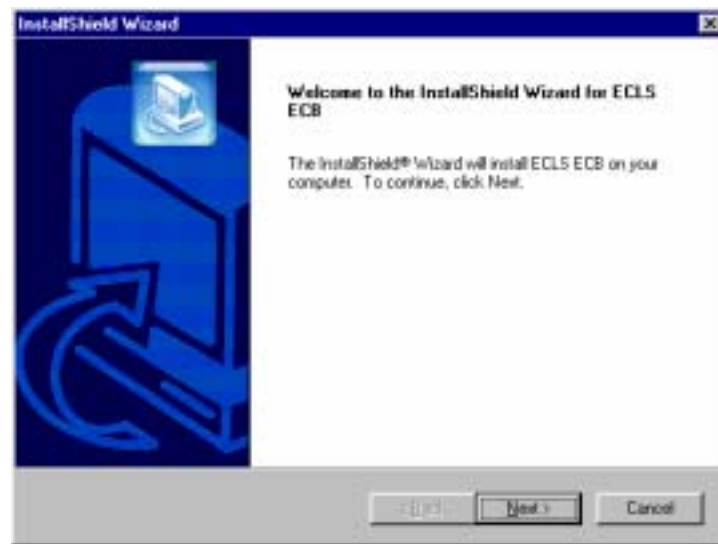 InstallShield Wizard
Welcome to the InstallShield Wizard for ECLS
ECB
The InstallShield® Wizard will install ECLS ECB on your
computer. To continue, click Next.
< Back
Next >
Cancel